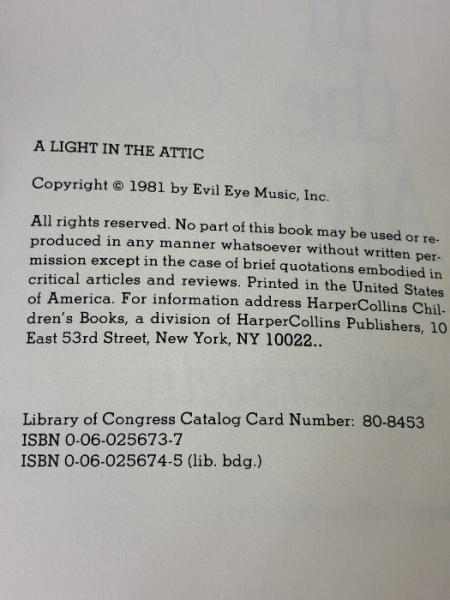 A LIGHT IN THE ATTIC
Copyright © 1981 by Evil Eye Music, Inc.
All rights reserved. No part of this book may be used or re-
produced in any manner whatsoever without written per-
mission except in the case of brief quotations embodied in
critical articles and reviews. Printed in the United States
of America. For information address HarperCollins Chil-
dren's Books, a division of HarperCollins Publishers, 10
East 53rd Street, New York, NY 10022..
Library of Congress Catalog Card Number: 80-8453
ISBN 0-06-025673-7
ISBN 0-06-025674-5 (lib. bdg.)